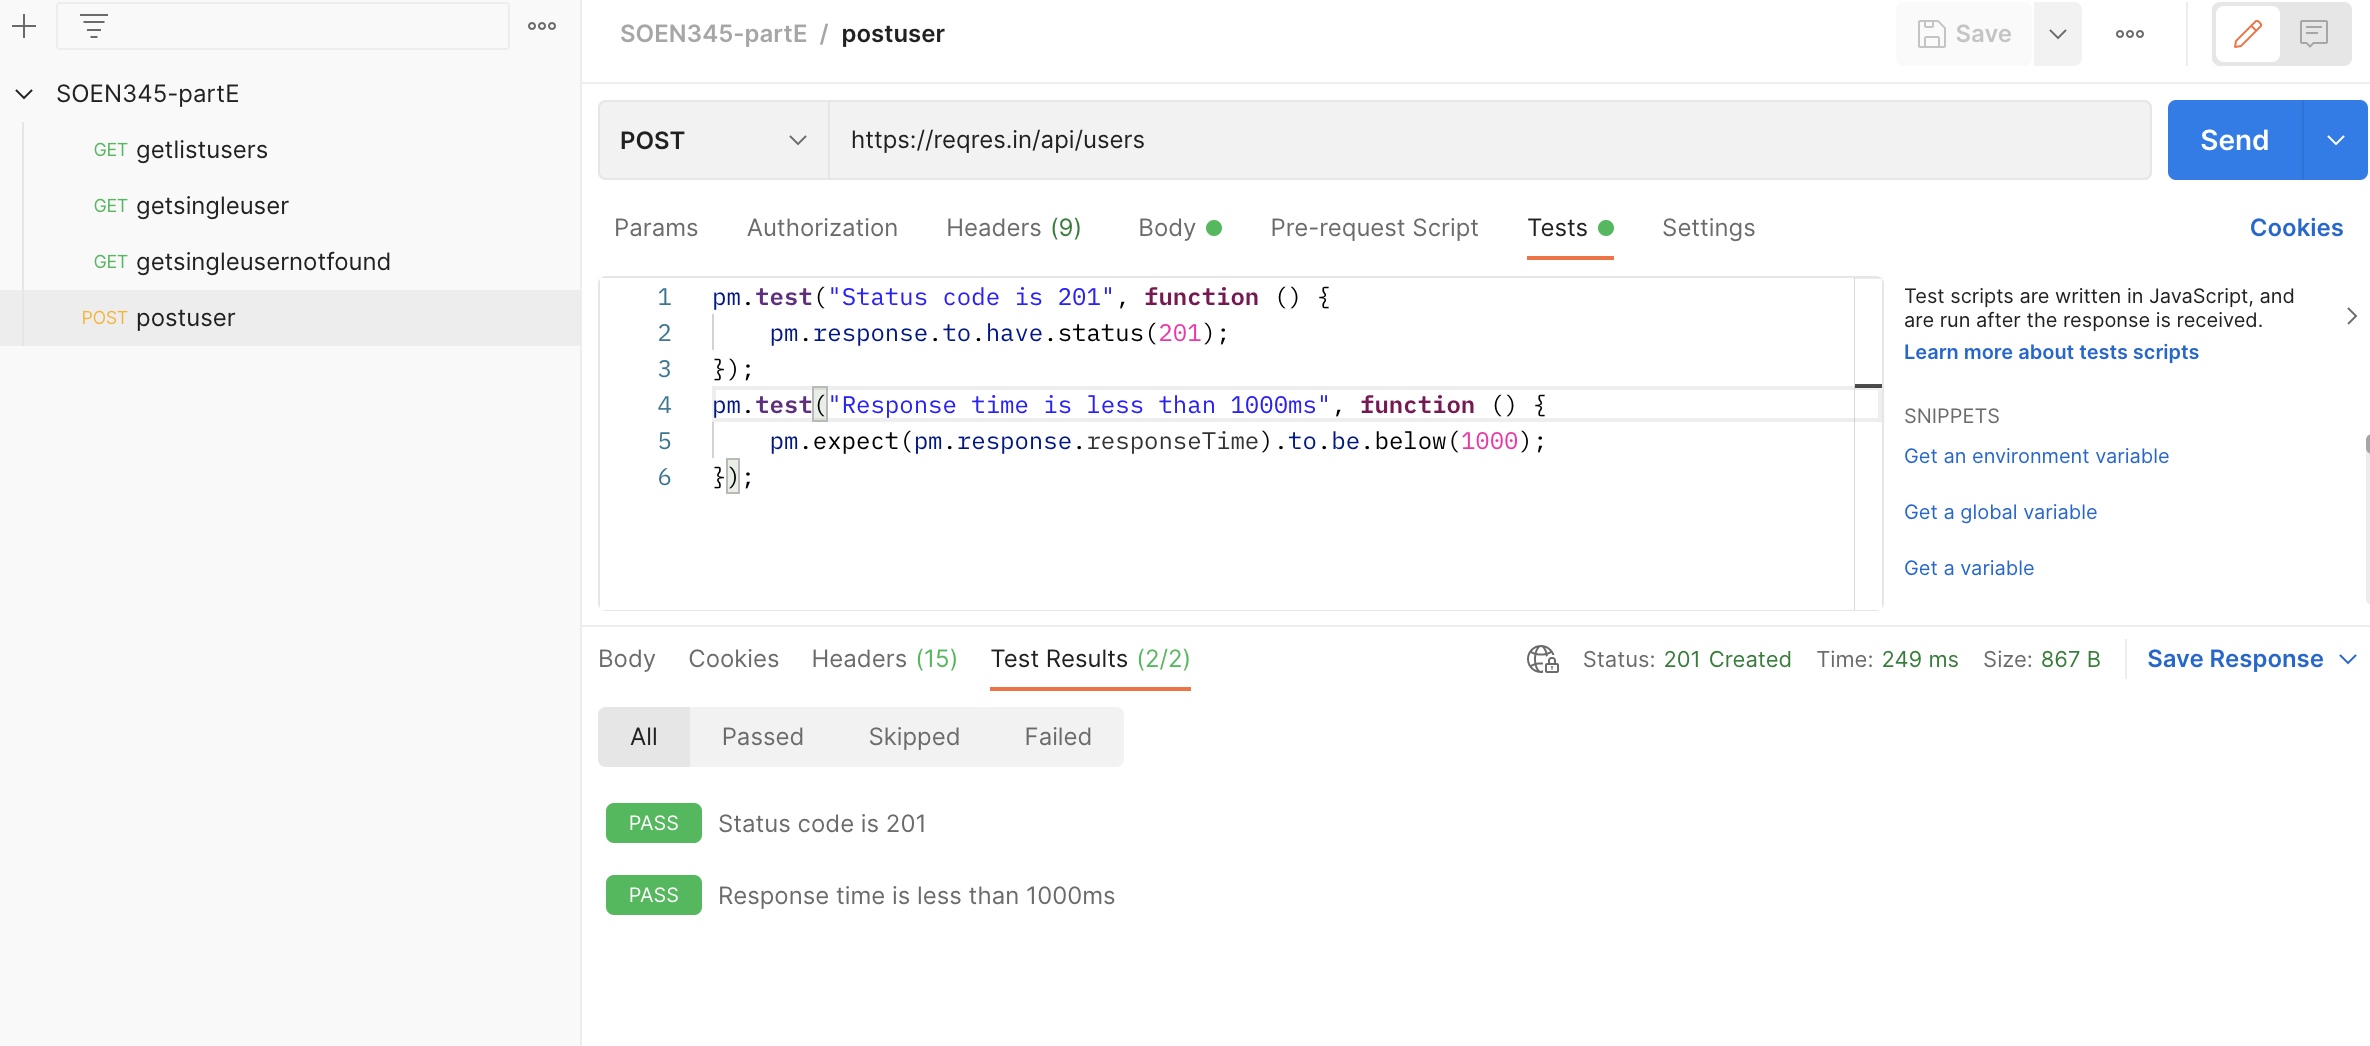 SOEN345-partE
GET getlistusers
GET getsingleuser
GET getsingleusernotfound
POST postuser
SOEN345-partE / postuser
Save
POST
https://reqres.in/api/users
Send
Params Authorization Headers (9) Body Pre-request Script Tests Settings Cookies
1 pm.test("Status code is 201", function () {
2     pm.response.to.have.status(201);
3 });
4 pm.test("Response time is less than 1000ms", function () {
5     pm.expect(pm.response.responseTime).to.be.below(1000);
6 });
Test scripts are written in JavaScript, and
are run after the response is received.
Learn more about tests scripts
SNIPPETS
Get an environment variable
Get a global variable
Get a variable
Body Cookies Headers (15) Test Results (2/2) Status: 201 Created Time: 249 ms Size: 867 B Save Response
All Passed Skipped Failed
PASS Status code is 201
PASS Response time is less than 1000ms